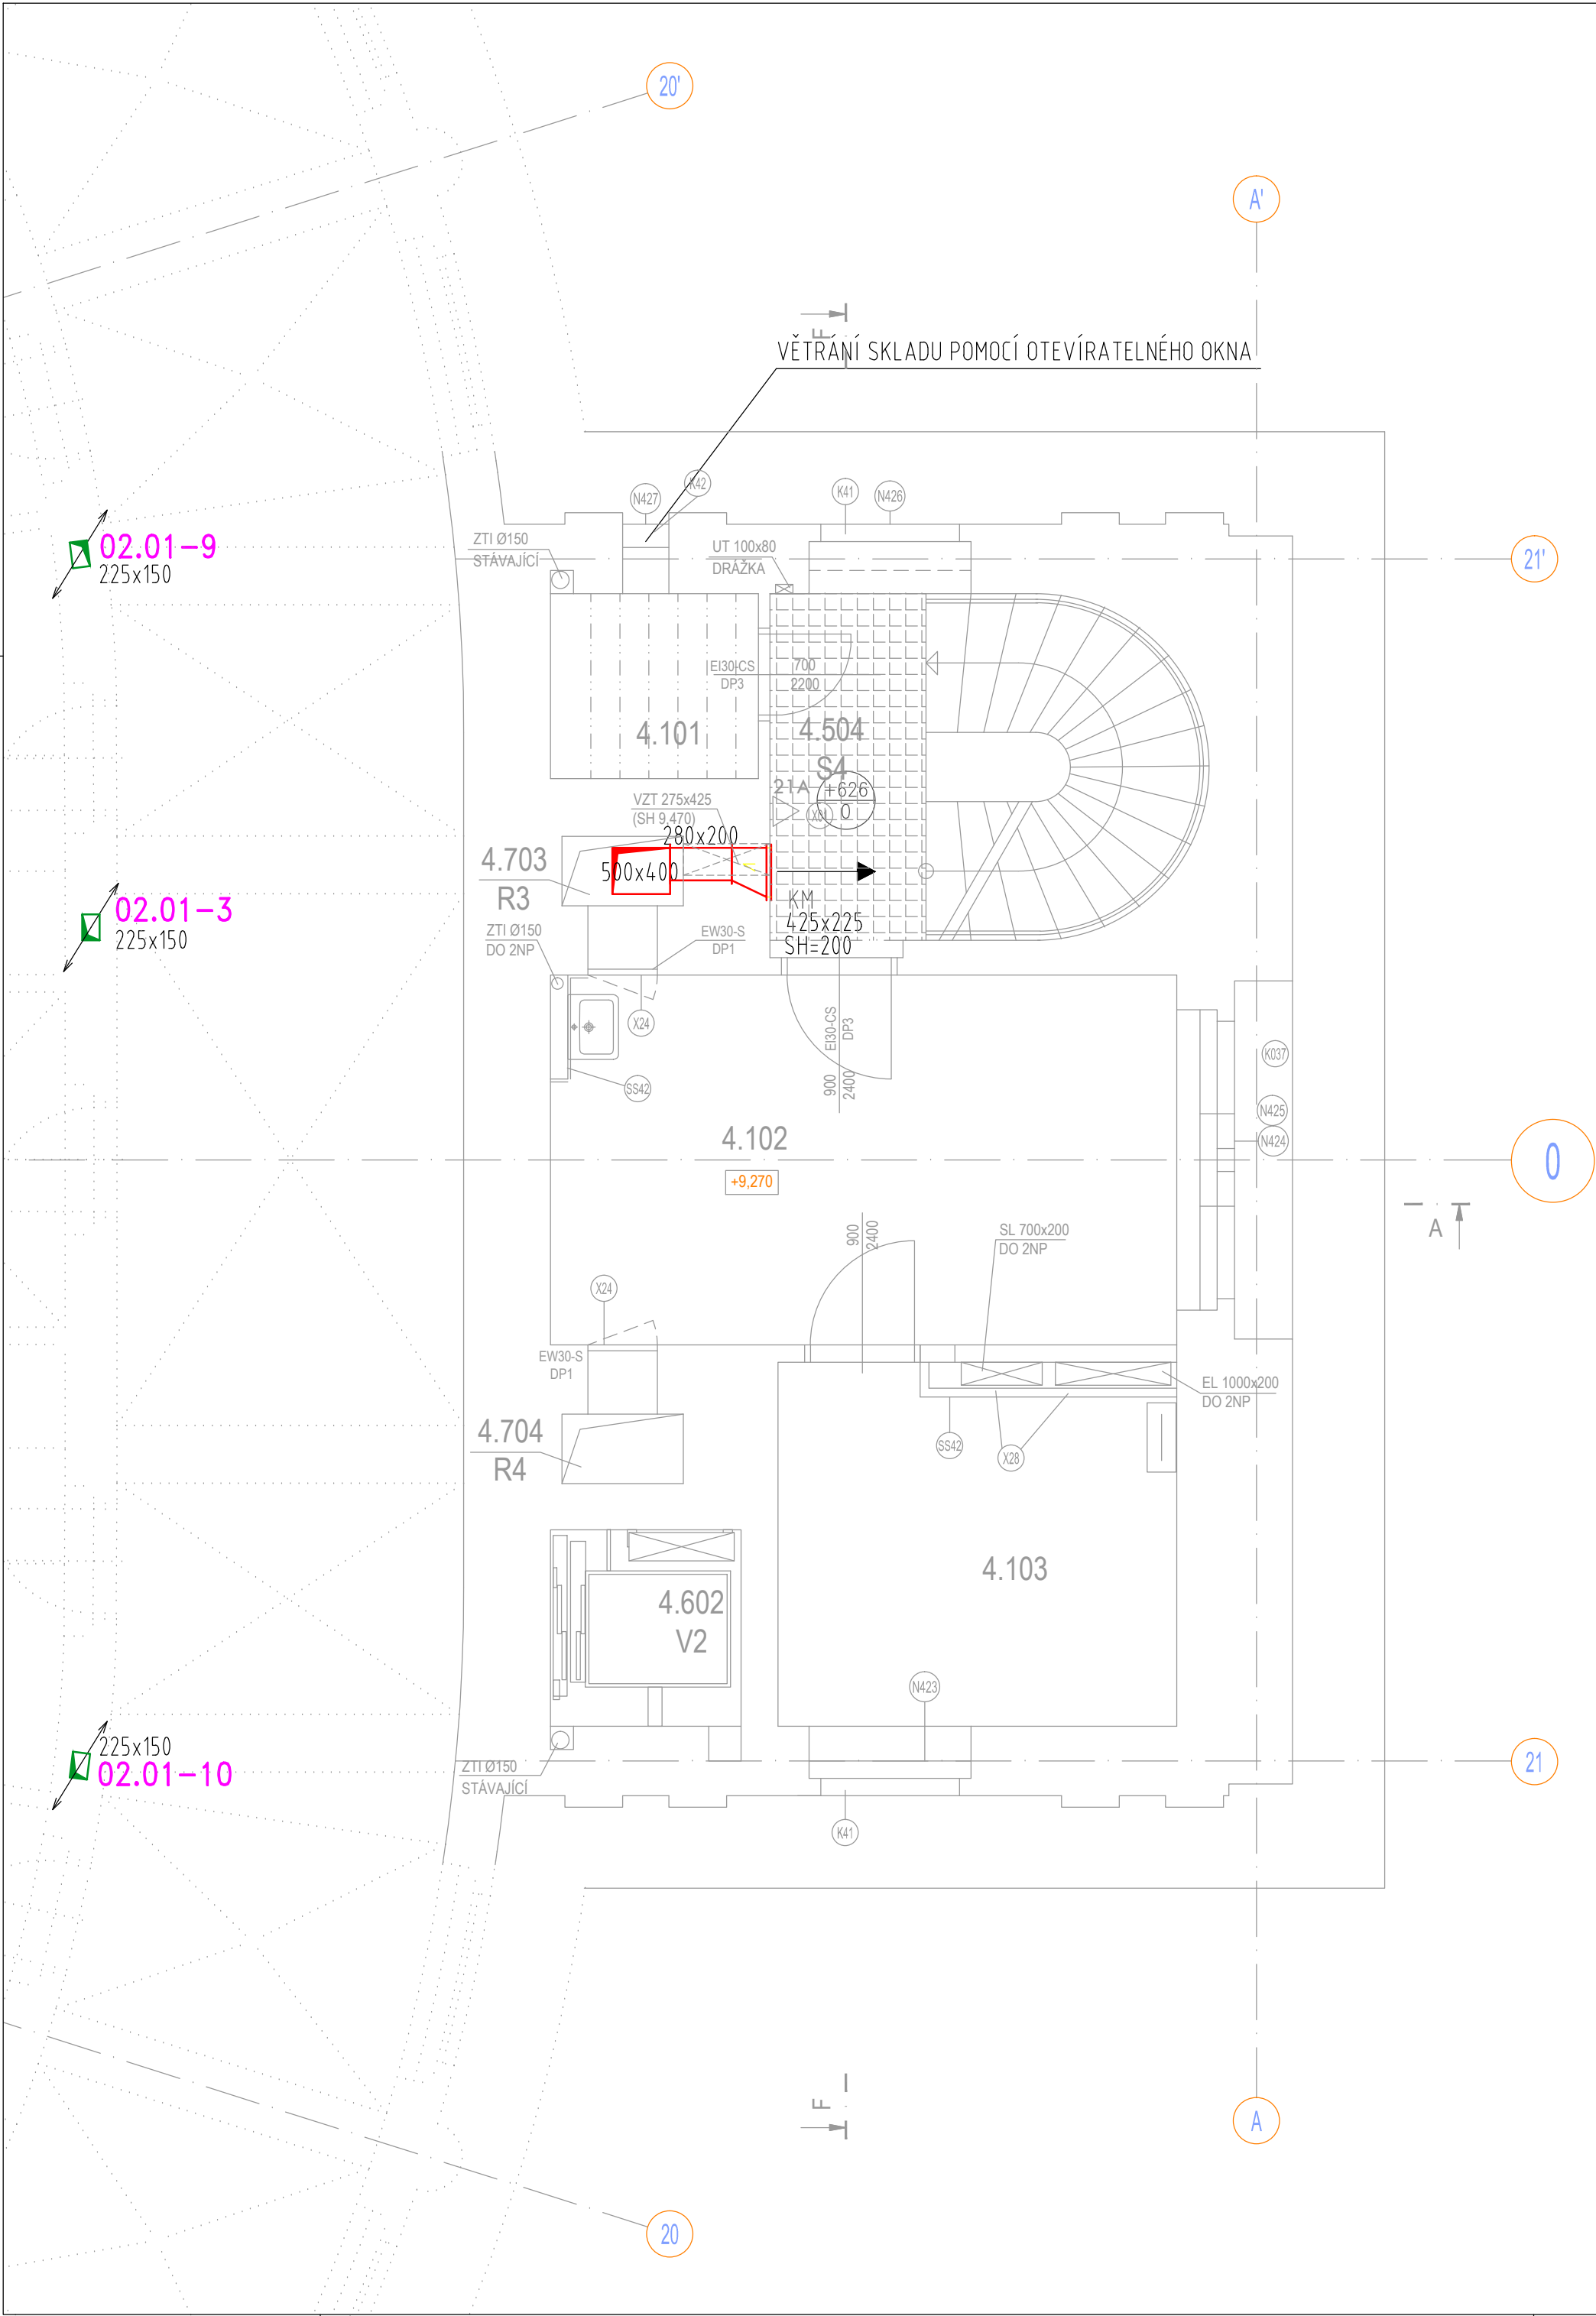 20'
A'
F
VĚTRÁNÍ SKLADU POMOCÍ OTEVÍRATELNÉHO OKNA
K42
N427
K41
N426
ZTI Ø150
STÁVAJÍCÍ
UT 100x80
DRÁŽKA
02.01-9
225x150
21'
EI30-CS
DP3
700
2200
4.101
4.504
S4
21A
+626
0
VZT 275x425
(SH 9,470)
280x200
4.703
R3
500x400
KM
425x225
SH=200
02.01-3
225x150
ZTI Ø150
DO 2NP
EW30-S
DP1
X24
SS42
EI30-CS
DP3
900
2400
K037
N425
N424
4.102
+9,270
0
900
2400
SL 700x200
DO 2NP
A
X24
EW30-S
DP1
EL 1000x200
DO 2NP
4.704
R4
SS42
X28
4.103
4.602
V2
N423
225x150
02.01-10
ZTI Ø150
STÁVAJÍCÍ
21
K41
F
A
20